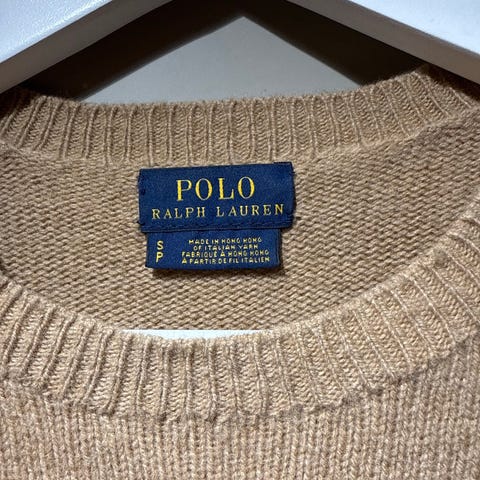 POLO
RALPH LAUREN
S
P
MADE IN HONG KONG
OF ITALIAN YARN
FABRIQUÉ À HONG KONG
À PARTIR DE FIL ITALIEN